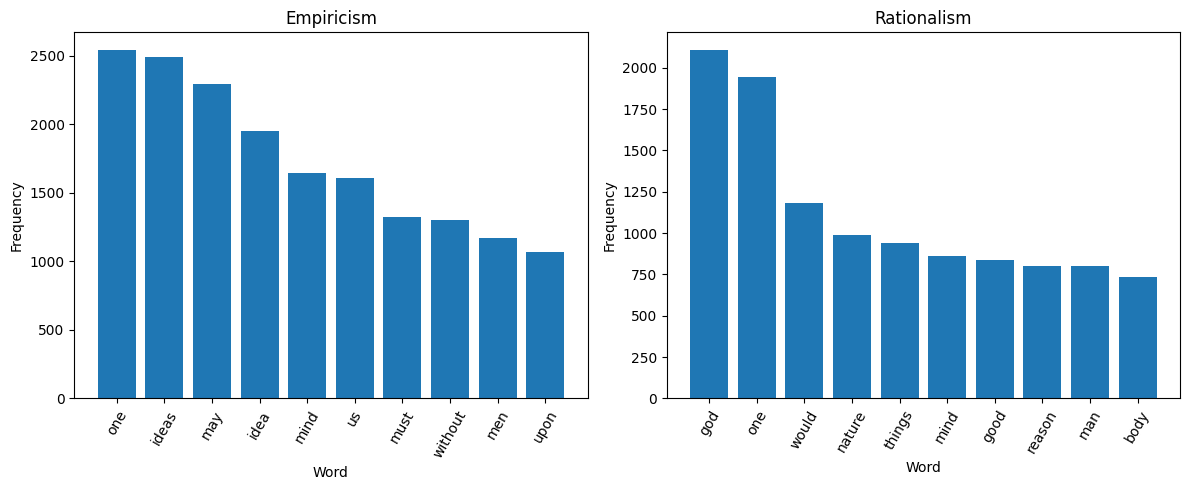 Empiricism
Frequency
2500
2000
1500
1000
500
0
one
ideas
may
idea
mind
us
must
without
men
upon
Word
Rationalism
Frequency
2000
1750
1500
1250
1000
750
500
250
0
god
one
would
nature
things
mind
good
reason
man
body
Word